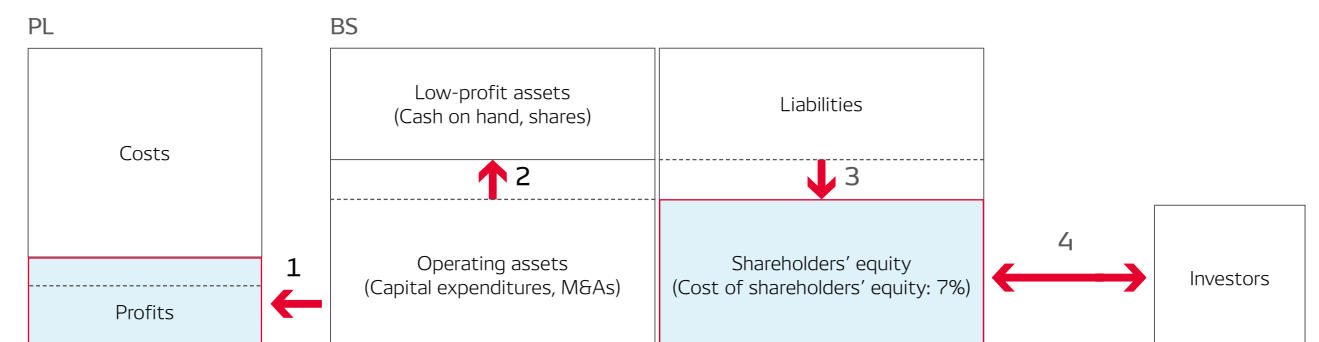 PL
BS
Costs
Profits
1
Low-profit assets
(Cash on hand, shares)
2
Operating assets
(Capital expenditures, M&As)
Liabilities
3
Shareholders’ equity
(Cost of shareholders’ equity: 7%)
4
Investors